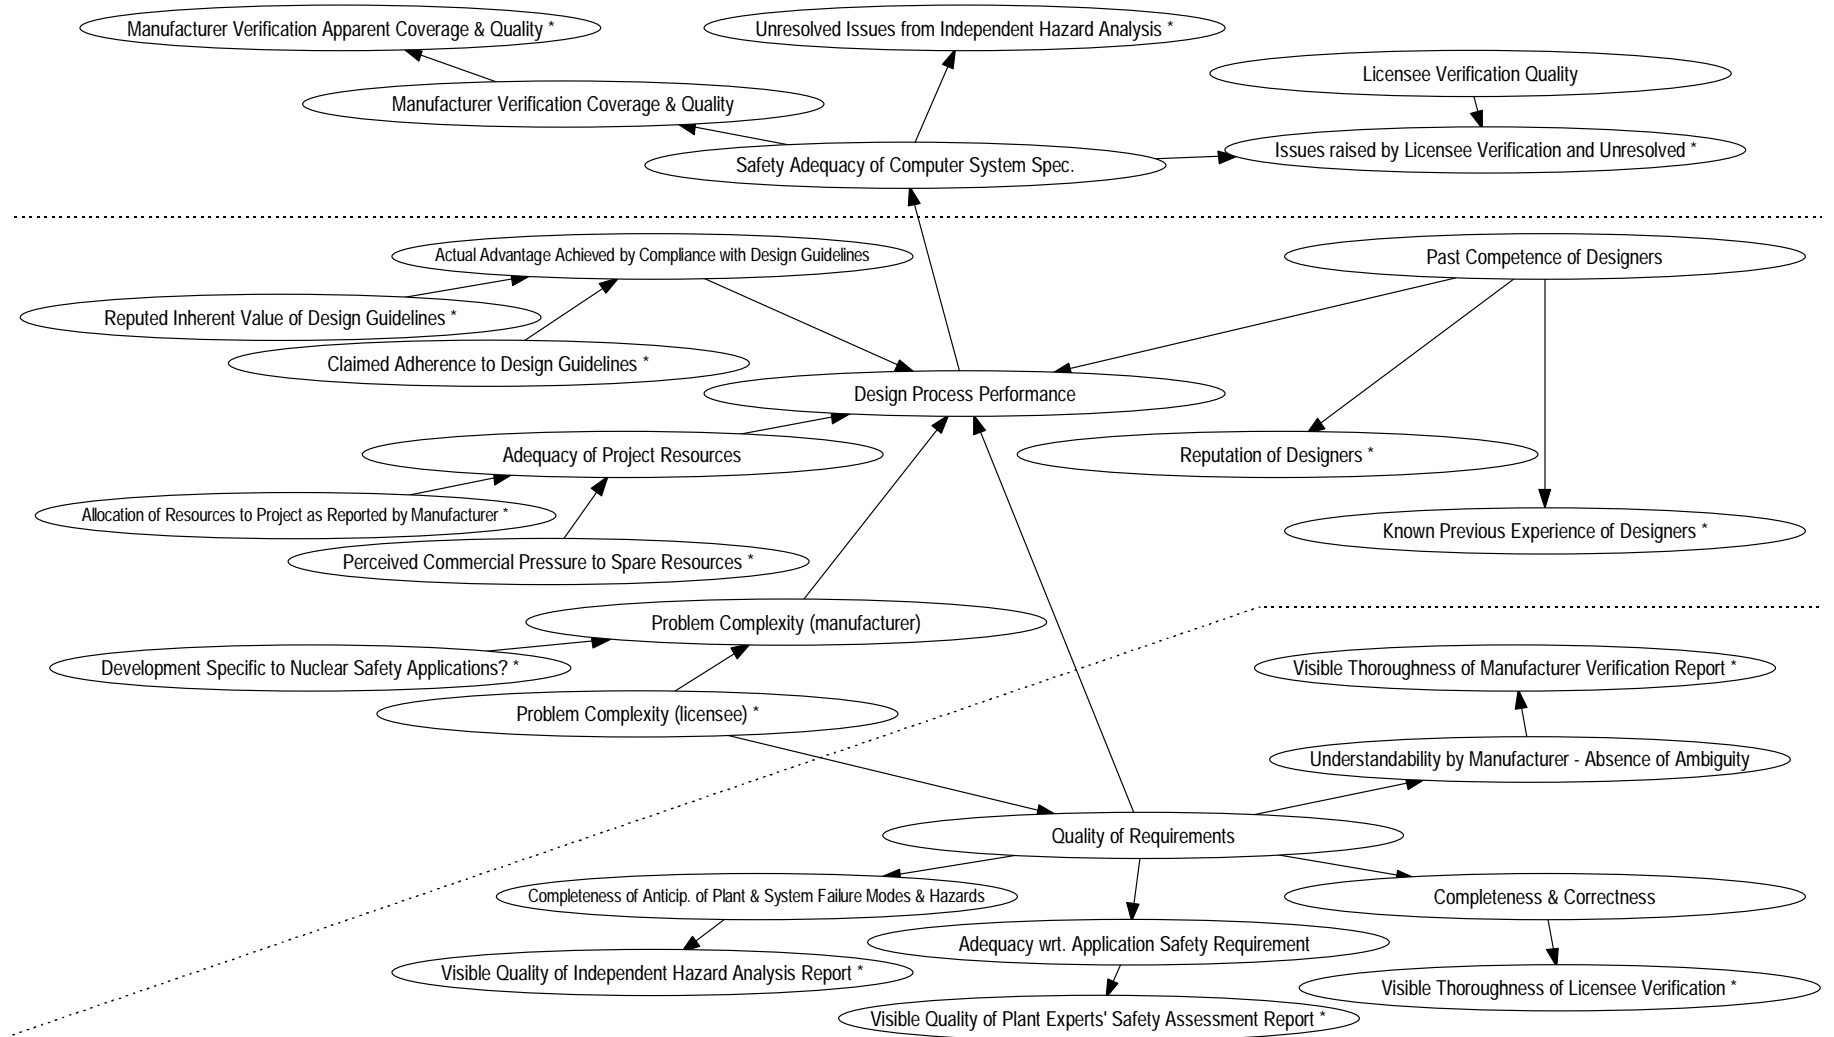 Manufacturer Verification Apparent Coverage & Quality *
Unresolved Issues from Independent Hazard Analysis *
Licensee Verification Quality
Manufacturer Verification Coverage & Quality
Issues raised by Licensee Verification and Unresolved *
Safety Adequacy of Computer System Spec.
Actual Advantage Achieved by Compliance with Design Guidelines
Past Competence of Designers
Reputed Inherent Value of Design Guidelines *
Claimed Adherence to Design Guidelines *
Design Process Performance
Adequacy of Project Resources
Reputation of Designers *
Allocation of Resources to Project as Reported by Manufacturer *
Known Previous Experience of Designers *
Perceived Commercial Pressure to Spare Resources *
Problem Complexity (manufacturer)
Development Specific to Nuclear Safety Applications? *
Visible Thoroughness of Manufacturer Verification Report *
Problem Complexity (licensee) *
Understandability by Manufacturer - Absence of Ambiguity
Quality of Requirements
Completeness of Anticip. of Plant & System Failure Modes & Hazards
Completeness & Correctness
Adequacy wrt. Application Safety Requirement
Visible Quality of Independent Hazard Analysis Report *
Visible Thoroughness of Licensee Verification *
Visible Quality of Plant Experts' Safety Assessment Report *